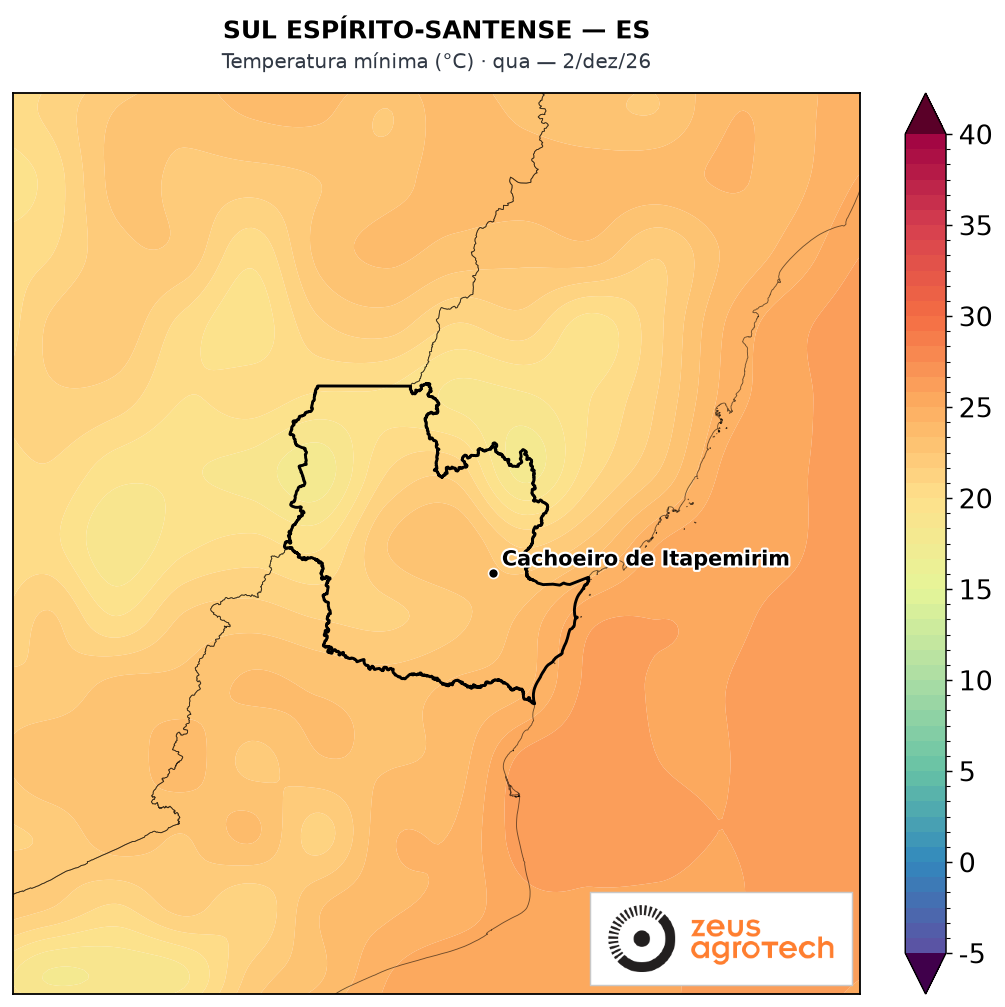 SUL ESPÍRITO-SANTENSE — ES
Temperatura mínima (°C) · qua — 2/dez/26
40
35
30
25
20
15
10
5
0
-5
Cachoeiro de Itapemirim
zeus
agrotech